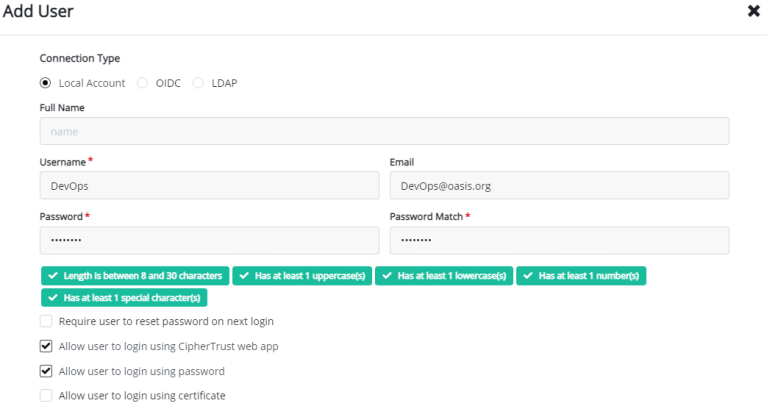 Add User
Connection Type
Local Account OIDC LDAP
Full Name
name
Username * Email
DevOps DevOps@oasis.org
Password * Password Match *
•••••••• ••••••••
Length is between 8 and 30 characters Has at least 1 uppercase(s) Has at least 1 lowercase(s) Has at least 1 number(s)
Has at least 1 special character(s)
Require user to reset password on next login
Allow user to login using CipherTrust web app
Allow user to login using password
Allow user to login using certificate